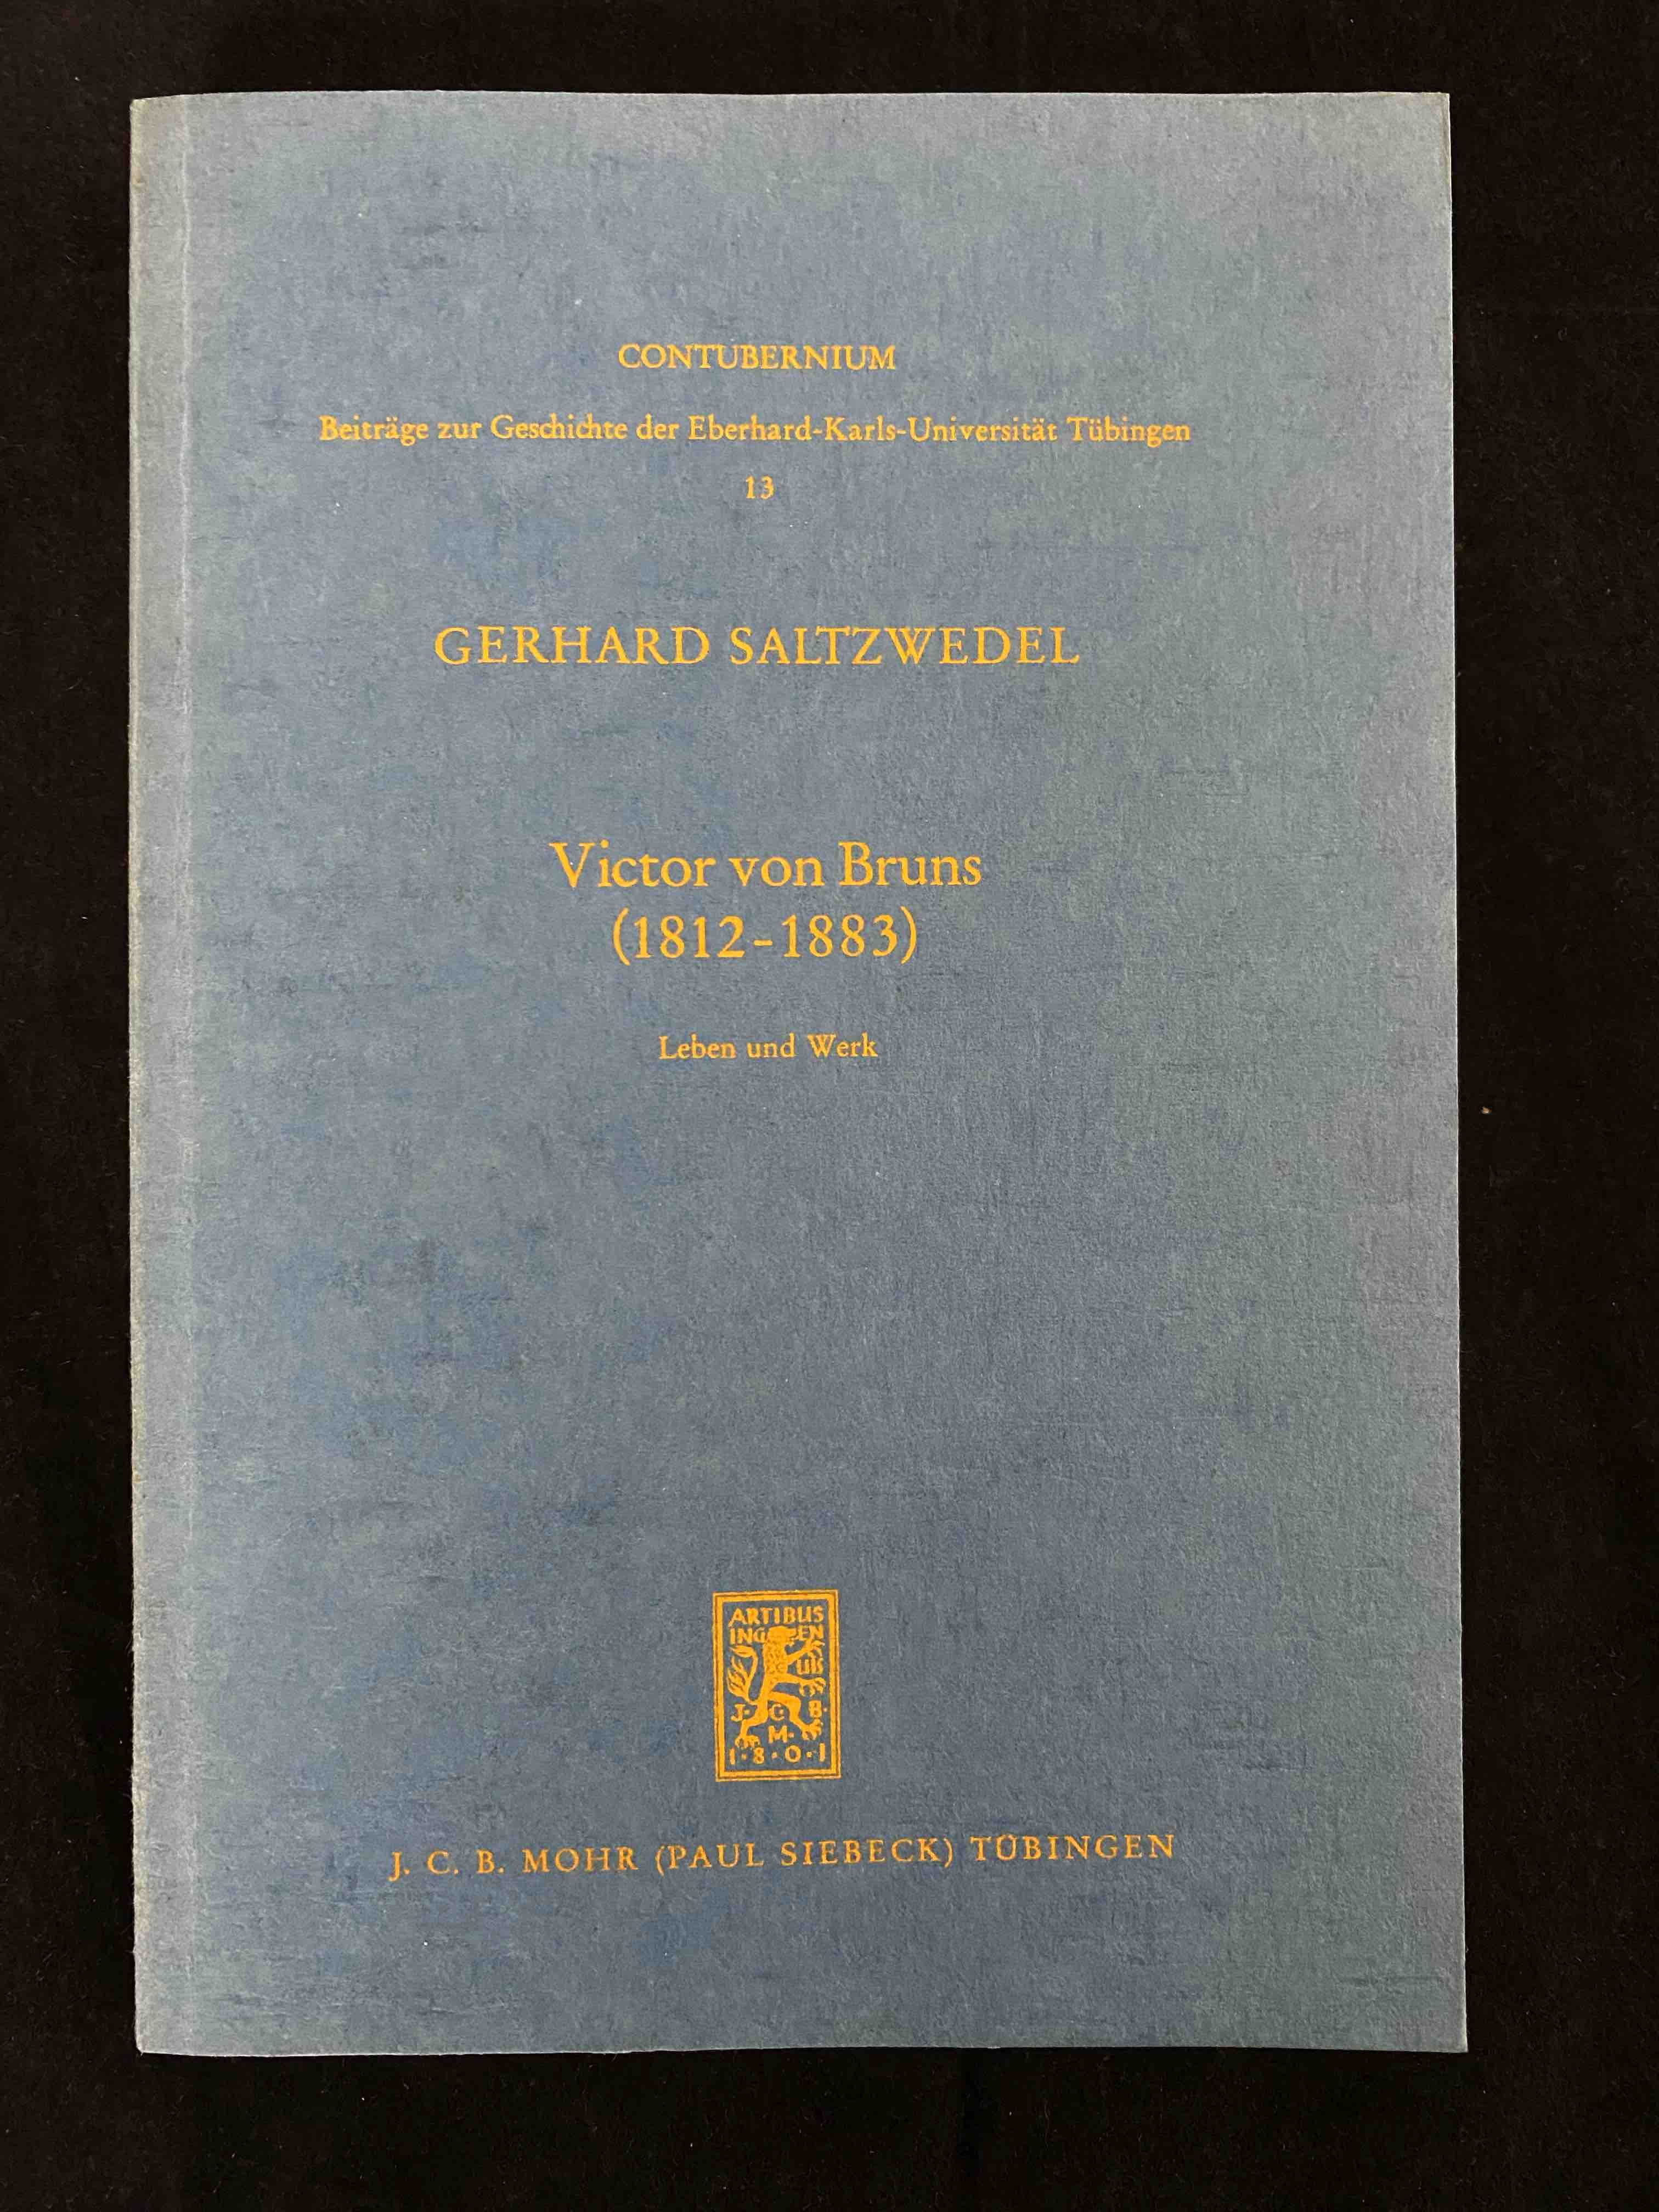 CONTUBERNIUM
Beiträge zur Geschichte der Eberhard-Karls-Universität Tübingen
13
GERHARD SALTZWEDEL
Victor von Bruns
(1812-1883)
Leben und Werk
ARTIBUS
INGENUIS
J. C. B.
M.
1·8·0·1
J. C. B. MOHR (PAUL SIEBECK) TÜBINGEN